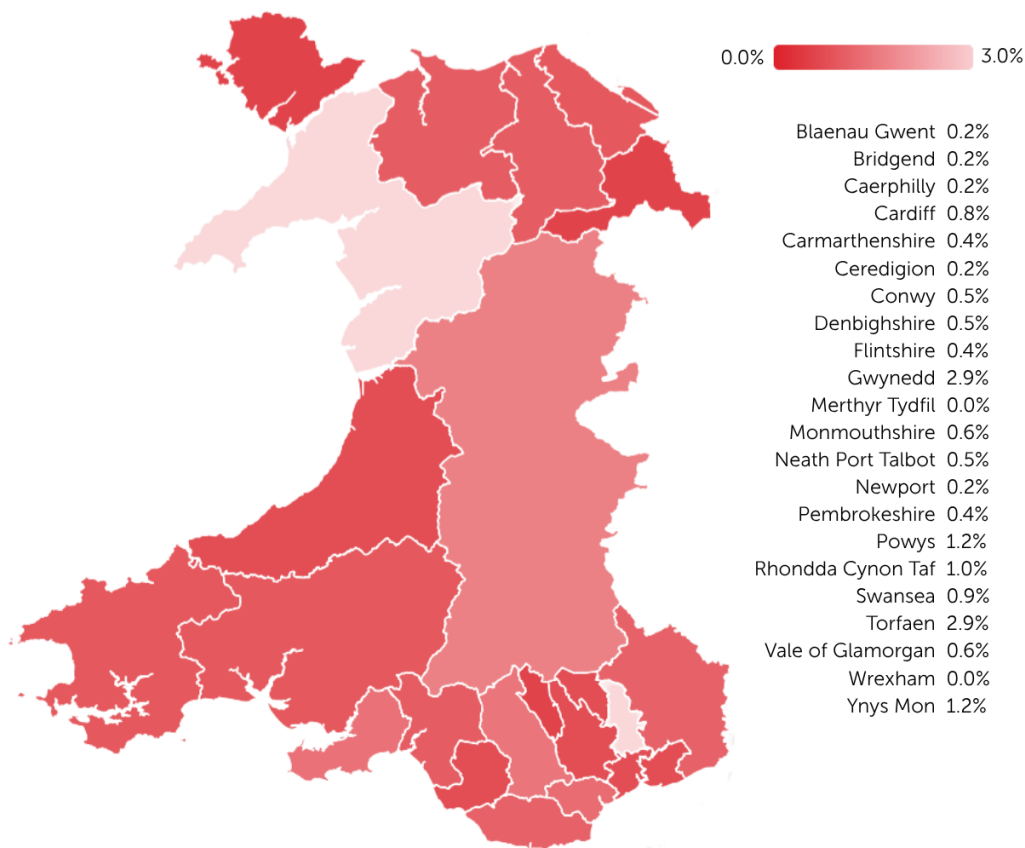 0.0% 3.0%
Blaenau Gwent 0.2%
Bridgend 0.2%
Caerphilly 0.2%
Cardiff 0.8%
Carmarthenshire 0.4%
Ceredigion 0.2%
Conwy 0.5%
Denbighshire 0.5%
Flintshire 0.4%
Gwynedd 2.9%
Merthyr Tydfil 0.0%
Monmouthshire 0.6%
Neath Port Talbot 0.5%
Newport 0.2%
Pembrokeshire 0.4%
Powys 1.2%
Rhondda Cynon Taf 1.0%
Swansea 0.9%
Torfaen 2.9%
Vale of Glamorgan 0.6%
Wrexham 0.0%
Ynys Mon 1.2%